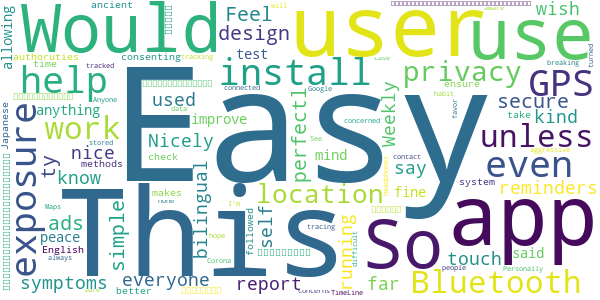 Would
user
use
Easy
This
app
So
install
help
exposure
work
privacy
GPS
secure
Bluetooth
unless
even
location
design
Feel
wish
kind
ads
symptoms
everyone
report
running
reminders
touch
bilingual
simple
Nicely
improve
used
test
perfectl
Weekly
self
mind
say
know
anything
nice
ty
peace
English
methods
time
Japanese
allowing
authoruties
ancient
consenting
check
makes
better
followed
far
fine
said
system
ensure
take
habit
favor
tracked
tracking
will
connected
Google
concerned
data
stored
Anyone
See
contact
tracing
I'm
hope
Corona
difficult
concerns
TimeLine
people
Personally
always
Maps
none
case
breaking
turned
aggressive